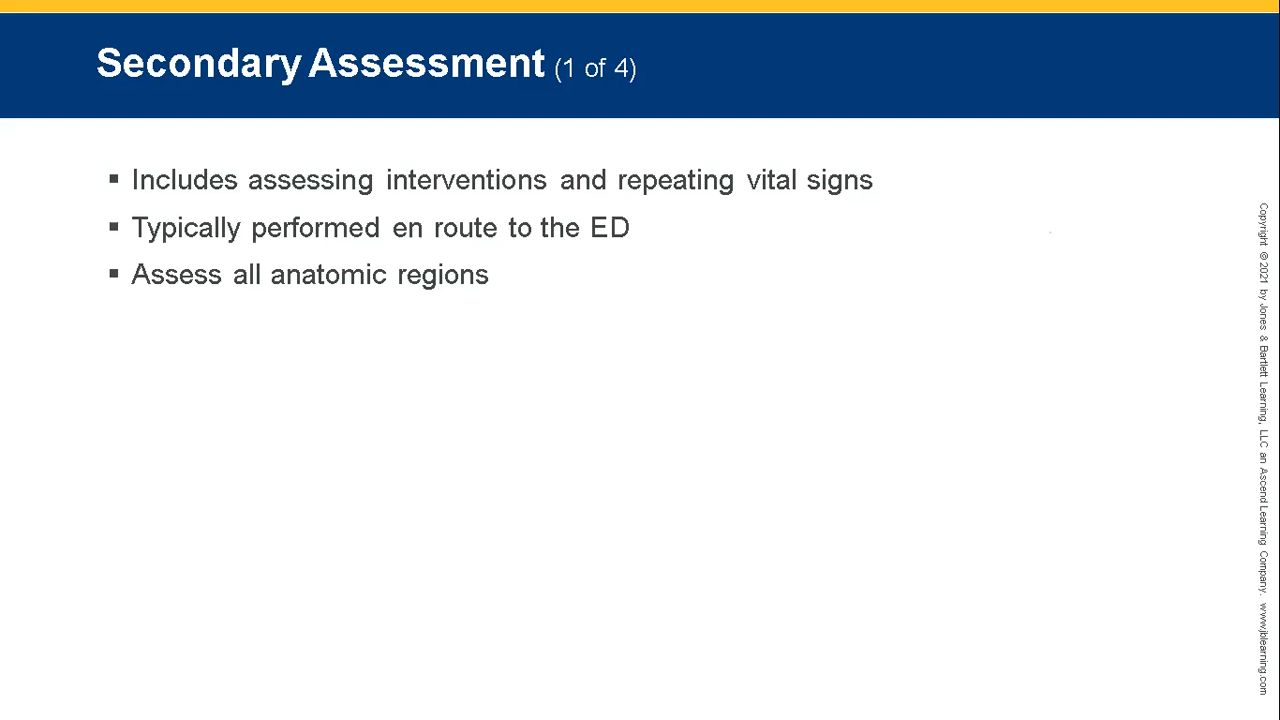 Secondary Assessment (1 of 4)
▪ Includes assessing interventions and repeating vital signs
▪ Typically performed en route to the ED
▪ Assess all anatomic regions
Copyright © 2021 by Jones & Bartlett Learning, LLC an Ascend Learning Company. www.jblearning.com